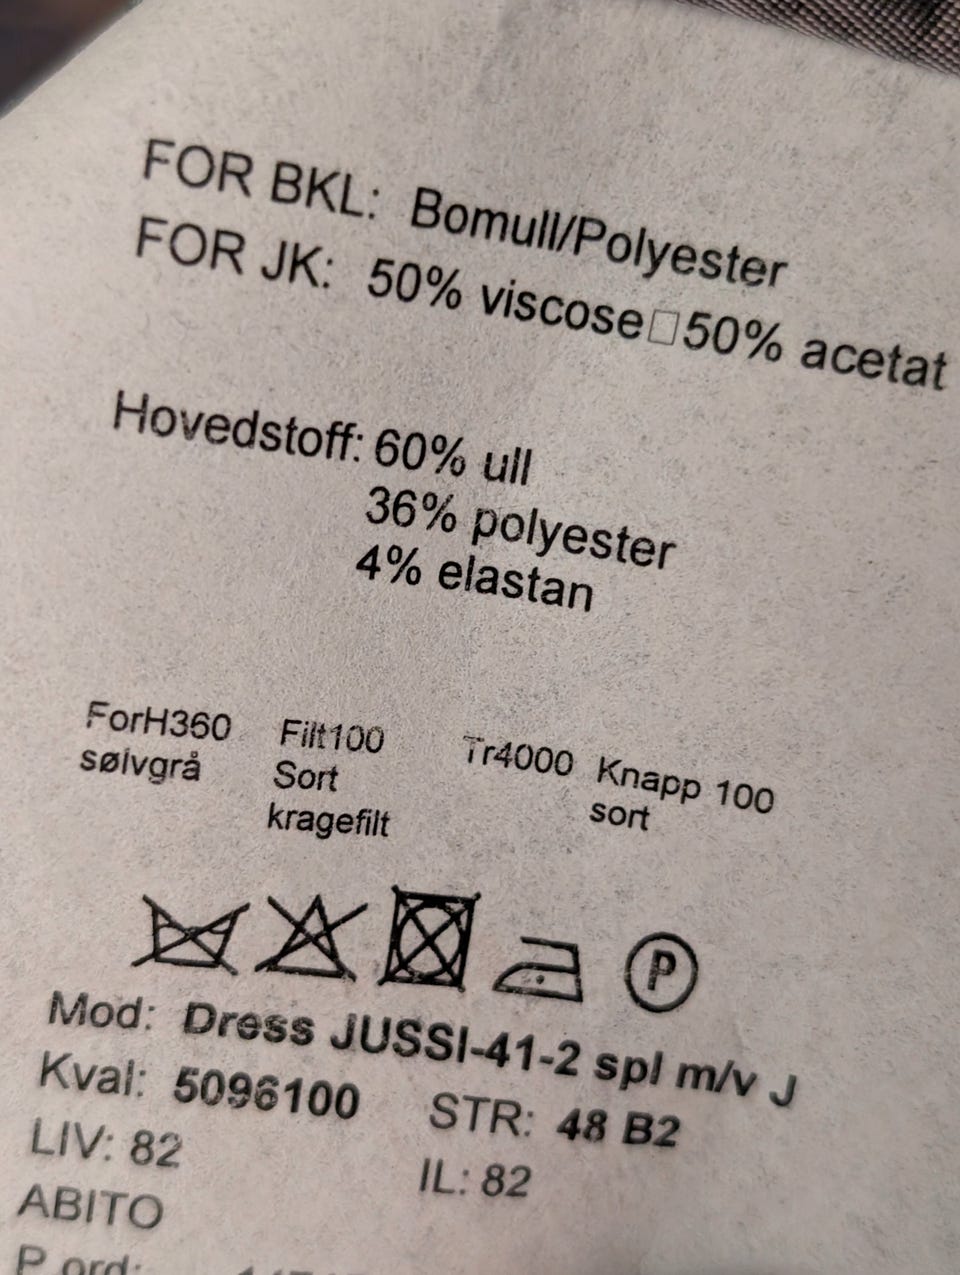 FOR BKL: Bomull/Polyester
FOR JK: 50% viscose□50% acetat
Hovedstoff: 60% ull
36% polyester
4% elastan
ForH360 Filt100 Tr4000 Knapp 100
sølvgrå Sort sort
kragefilt
P
Mod: Dress JUSSI-41-2 spl m/v J
Kval: 5096100 STR: 48 B2
LIV: 82 IL: 82
ABITO
P ord: